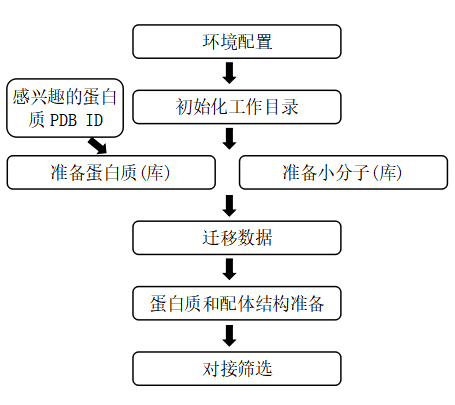 环境配置
感兴趣的蛋白
质 PDB ID
初始化工作目录
准备蛋白质(库)
准备小分子(库)
迁移数据
蛋白质和配体结构准备
对接筛选